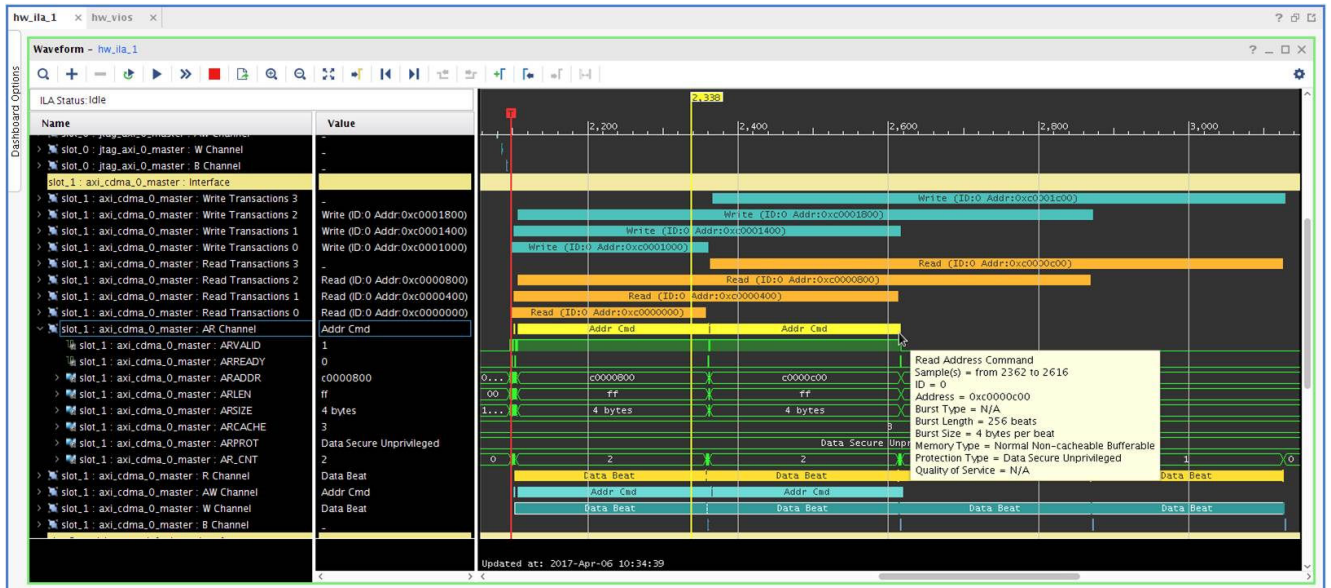 hw_ila_1 × hw_vios ×
Dashboard Options
Waveform - hw_ila_1
ILA Status: Idle
2,338
T
Name Value
2,200 2,400 2,600 2,800 3,000
slot_0 : jtag_axi_0_master : AW Channel
slot_0 : jtag_axi_0_master : W Channel
slot_0 : jtag_axi_0_master : B Channel
slot_1 : axi_cdma_0_master : Interface
slot_1 : axi_cdma_0_master : Write Transactions 3 Write (ID:0 Addr:0xc0001c00)
slot_1 : axi_cdma_0_master : Write Transactions 2 Write (ID:0 Addr:0xc0001800) Write (ID:0 Addr:0xc0001800)
slot_1 : axi_cdma_0_master : Write Transactions 1 Write (ID:0 Addr:0xc0001400) Write (ID:0 Addr:0xc0001400)
slot_1 : axi_cdma_0_master : Write Transactions 0 Write (ID:0 Addr:0xc0001000) Write (ID:0 Addr:0xc0001000)
slot_1 : axi_cdma_0_master : Read Transactions 3 Read (ID:0 Addr:0xc0000c00)
slot_1 : axi_cdma_0_master : Read Transactions 2 Read (ID:0 Addr:0xc0000800) Read (ID:0 Addr:0xc0000800)
slot_1 : axi_cdma_0_master : Read Transactions 1 Read (ID:0 Addr:0xc0000400) Read (ID:0 Addr:0xc0000400)
slot_1 : axi_cdma_0_master : Read Transactions 0 Read (ID:0 Addr:0xc0000000) Read (ID:0 Addr:0xc0000000)
slot_1 : axi_cdma_0_master : AR Channel Addr Cmd Addr Cmd Addr Cmd
slot_1 : axi_cdma_0_master : ARVALID 1
slot_1 : axi_cdma_0_master : ARREADY 0
slot_1 : axi_cdma_0_master : ARADDR c0000800 0... c0000800 c0000c00
slot_1 : axi_cdma_0_master : ARLEN ff 00 ff ff
slot_1 : axi_cdma_0_master : ARSIZE 4 bytes 1... 4 bytes 4 bytes
slot_1 : axi_cdma_0_master : ARCACHE 3 3
slot_1 : axi_cdma_0_master : ARPROT Data Secure Unprivileged Data Secure Unpr
slot_1 : axi_cdma_0_master : AR_CNT 2 0 2 2 1 0
slot_1 : axi_cdma_0_master : R Channel Data Beat Data Beat Data Beat Data Beat
slot_1 : axi_cdma_0_master : AW Channel Addr Cmd Addr Cmd Addr Cmd
slot_1 : axi_cdma_0_master : W Channel Data Beat Data Beat Data Beat Data Beat Data Beat
slot_1 : axi_cdma_0_master : B Channel
Read Address Command
Sample(s) = from 2362 to 2616
ID = 0
Address = 0xc0000c00
Burst Type = N/A
Burst Length = 256 beats
Burst Size = 4 bytes per beat
Memory Type = Normal Non-cacheable Bufferable
Protection Type = Data Secure Unprivileged
Quality of Service = N/A
Updated at: 2017-Apr-06 10:34:39